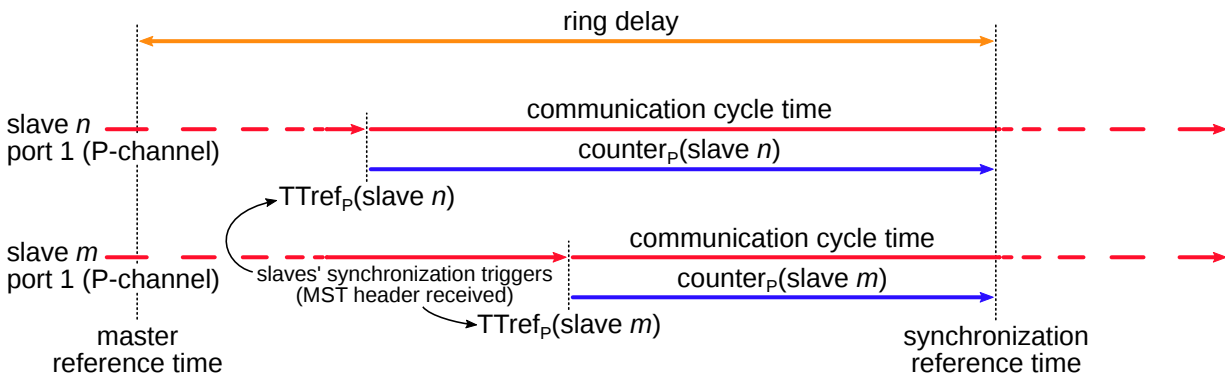 ring delay
slave n
port 1 (P-channel)
communication cycle time
counterP(slave n)
TTrefP(slave n)
slave m
port 1 (P-channel)
communication cycle time
slaves' synchronization triggers
(MST header received)
counterP(slave m)
TTrefP(slave m)
master
reference time
synchronization
reference time